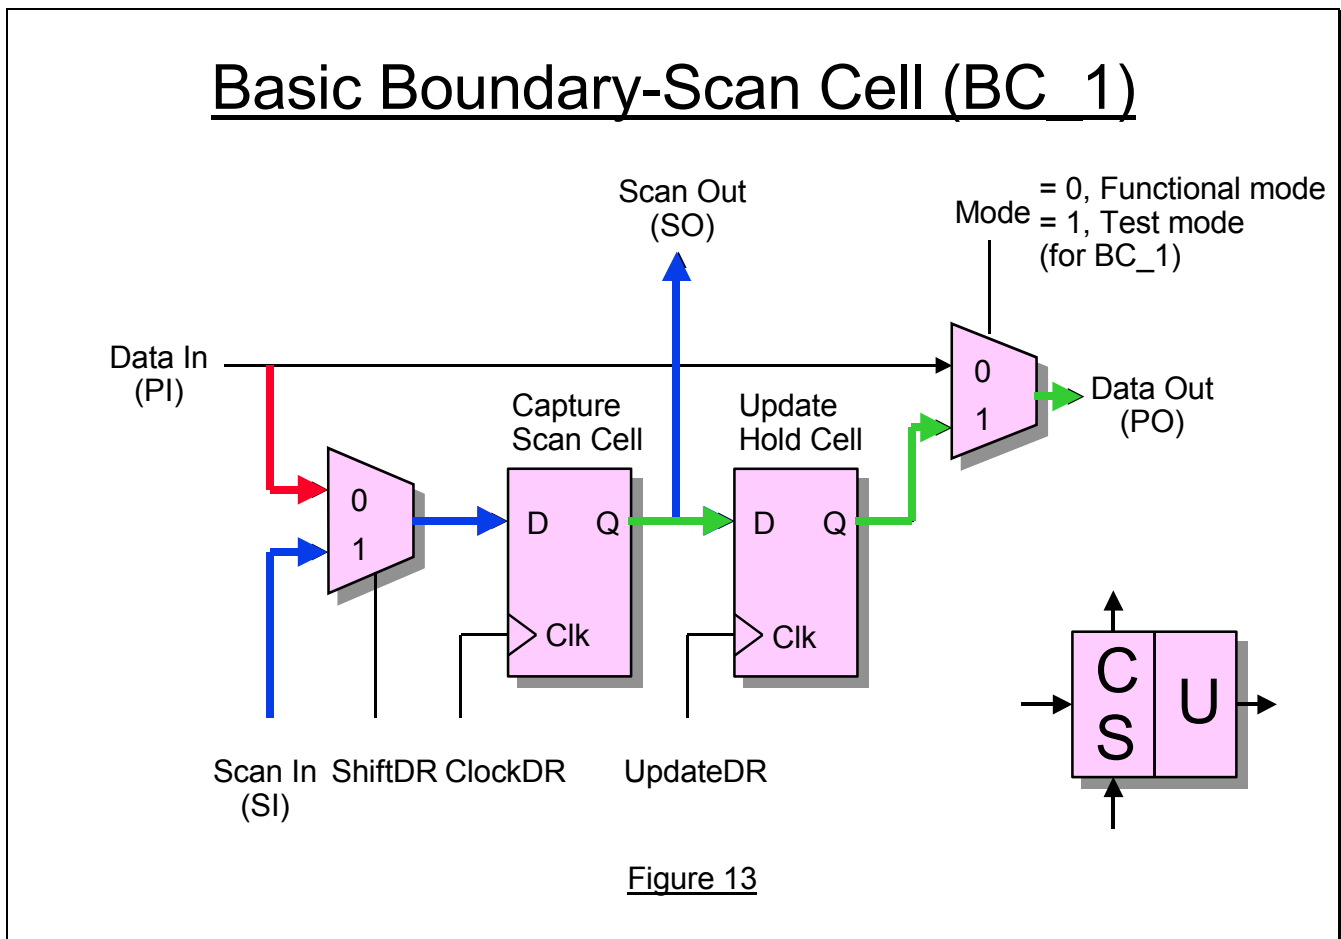 Basic Boundary-Scan Cell (BC_1)
Scan Out
(SO)
Mode
= 0, Functional mode
= 1, Test mode
(for BC_1)
Data In
(PI)
Capture
Scan Cell
Update
Hold Cell
0
1
Data Out
(PO)
0
1
D Q
Clk
D Q
Clk
C
S
U
Scan In
(SI)
ShiftDR
ClockDR
UpdateDR
Figure 13